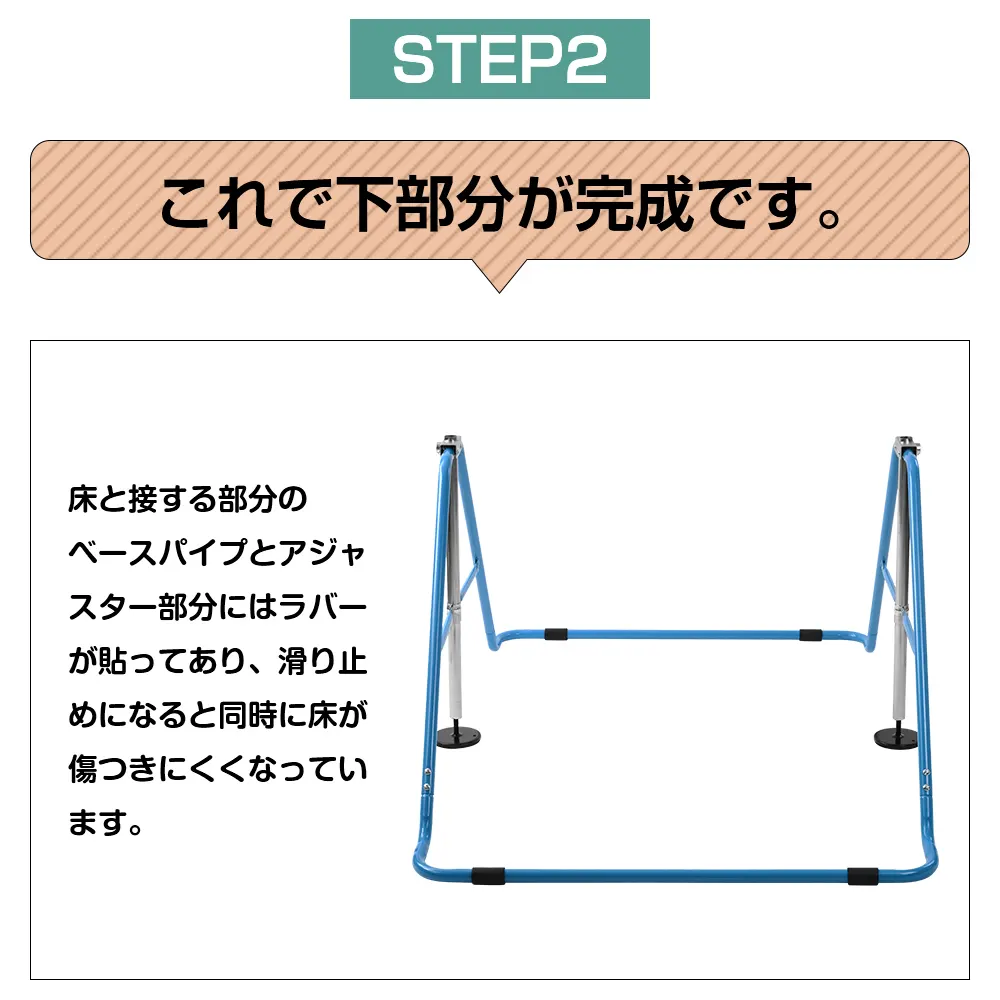 STEP2
これで下部分が完成です。
床と接する部分の
ベースパイプとアジャ
スター部分にはラバー
が貼ってあり、滑り止
めになると同時に床が
傷つきにくくなってい
ます。